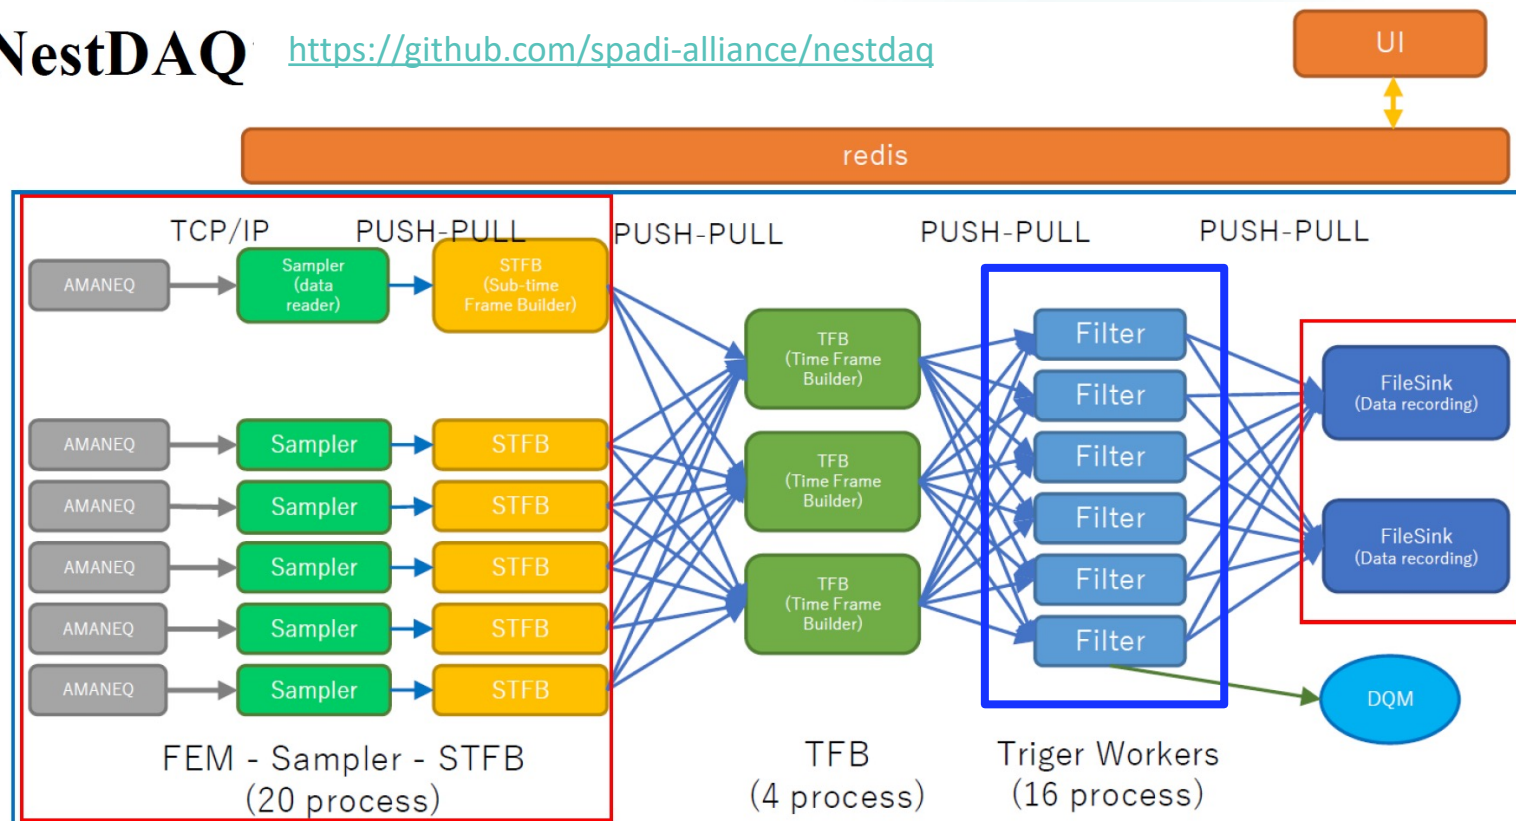 NestDAQ
https://github.com/spadi-alliance/nestdaq
UI
redis
TCP/IP
PUSH-PULL
PUSH-PULL
PUSH-PULL
PUSH-PULL
AMANEQ
Sampler
(data
reader)
STFB
(Sub-time
Frame Builder)
AMANEQ
Sampler
STFB
AMANEQ
Sampler
STFB
AMANEQ
Sampler
STFB
AMANEQ
Sampler
STFB
AMANEQ
Sampler
STFB
TFB
(Time Frame
Builder)
TFB
(Time Frame
Builder)
TFB
(Time Frame
Builder)
Filter
Filter
Filter
Filter
Filter
Filter
FileSink
(Data recording)
FileSink
(Data recording)
DQM
FEM - Sampler - STFB
(20 process)
TFB
(4 process)
Triger Workers
(16 process)